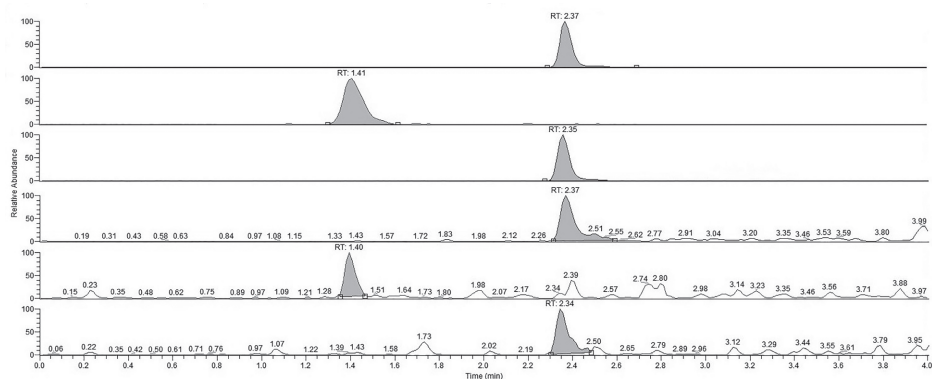 RT: 2.37
100
50
0
RT: 1.41
100
50
0
RT: 2.35
100
50
0
RT: 2.37
100
50
0
0.19 0.31 0.43 0.58 0.63 0.84 0.97 1.08 1.15 1.33 1.43 1.57 1.72 1.83 1.98 2.12 2.26 2.51 2.55 2.62 2.77 2.91 3.04 3.20 3.35 3.46 3.53 3.59 3.80 3.99
RT: 1.40
100
50
0
0.15 0.23 0.35 0.48 0.62 0.75 0.89 0.97 1.09 1.21 1.28 1.51 1.64 1.73 1.80 1.98 2.17 2.34 2.39 2.57 2.74 2.80 2.98 3.14 3.23 3.35 3.46 3.56 3.71 3.88 3.97
RT: 2.34
100
50
0
0.06 0.22 0.35 0.42 0.50 0.61 0.71 0.76 0.97 1.07 1.22 1.39 1.43 1.58 1.73 2.02 2.19 2.50 2.65 2.79 2.89 2.96 3.12 3.29 3.44 3.55 3.61 3.79 3.95
0.0 0.2 0.4 0.6 0.8 1.0 1.2 1.4 1.6 1.8 2.0 2.2 2.4 2.6 2.8 3.0 3.2 3.4 3.6 3.8 4.0
Time (min)
Relative Abundance